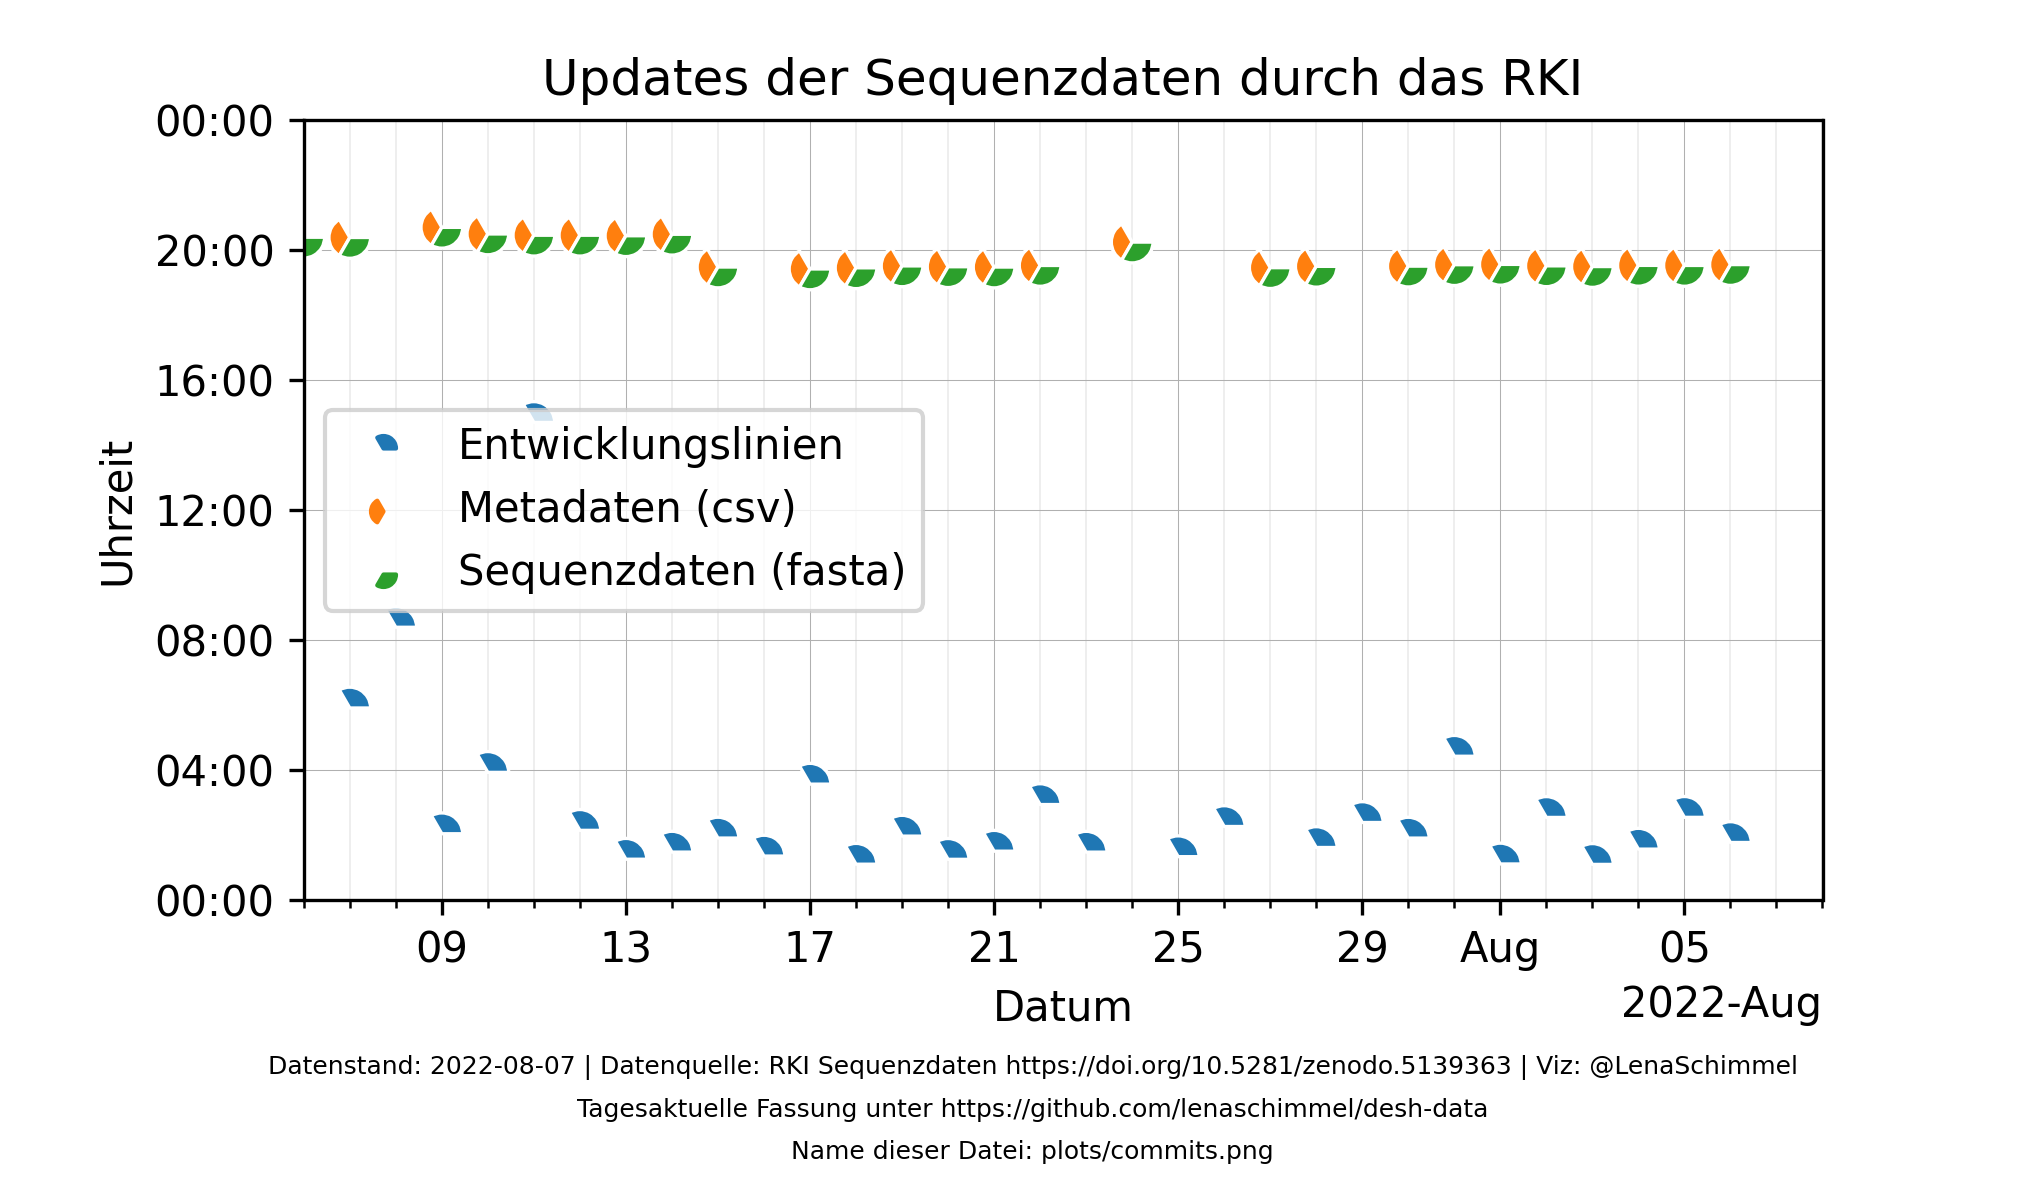 Updates der Sequenzdaten durch das RKI
00:00
20:00
16:00
12:00
08:00
04:00
00:00
Uhrzeit
Entwicklungslinien
Metadaten (csv)
Sequenzdaten (fasta)
09 13 17 21 25 29 Aug 05
Datum
2022-Aug
Datenstand: 2022-08-07 | Datenquelle: RKI Sequenzdaten https://doi.org/10.5281/zenodo.5139363 | Viz: @LenaSchimmel
Tagesaktuelle Fassung unter https://github.com/lenaschimmel/desh-data
Name dieser Datei: plots/commits.png